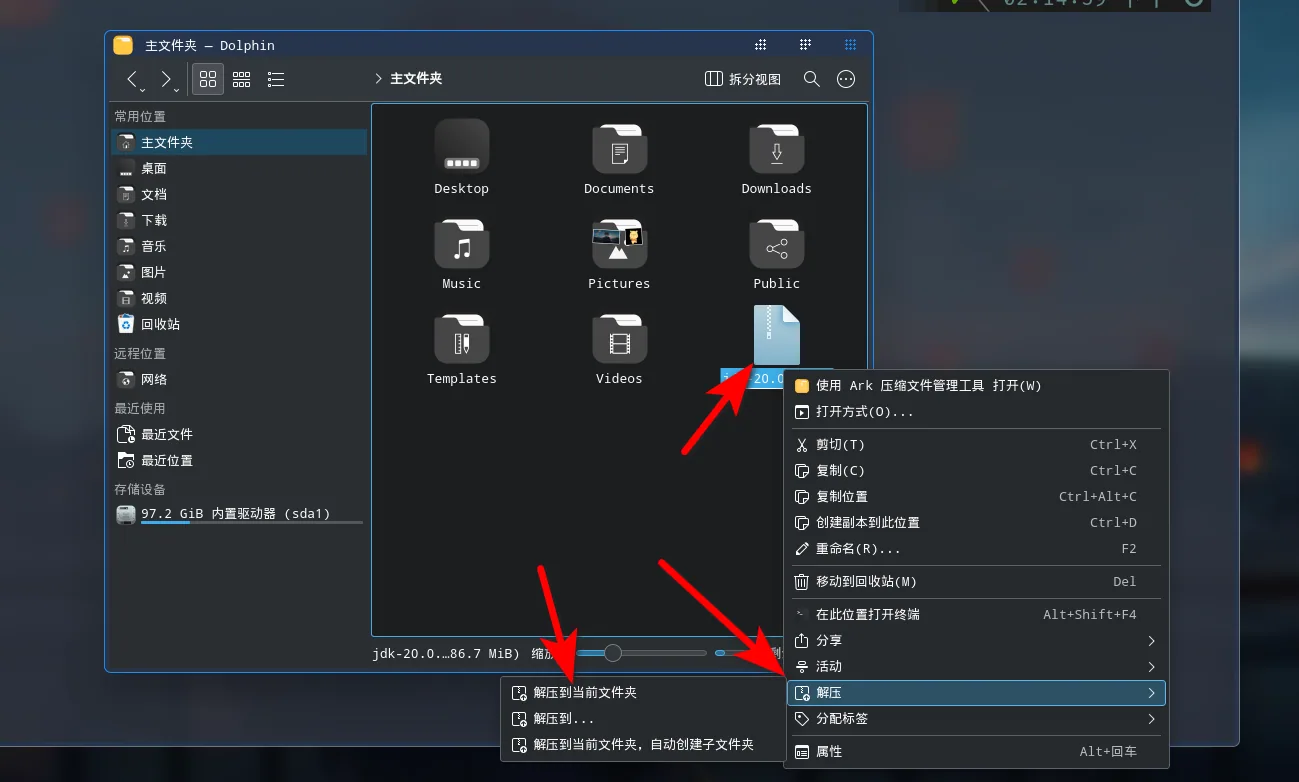 02:14:59
主文件夹 — Dolphin
主文件夹
拆分视图
常用位置
主文件夹
桌面
文档
下载
音乐
图片
视频
回收站
远程位置
网络
最近使用
最近文件
最近位置
存储设备
97.2 GiB 内置驱动器 (sda1)
Desktop
Documents
Downloads
Music
Pictures
Public
Templates
Videos
20.0
jdk-20.0.…86.7 MiB)
缩放
使用 Ark 压缩文件管理工具 打开(W)
打开方式(O)...
剪切(T) Ctrl+X
复制(C) Ctrl+C
复制位置 Ctrl+Alt+C
创建副本到此位置 Ctrl+D
重命名(R)... F2
移动到回收站(M) Del
在此位置打开终端 Alt+Shift+F4
分享
活动
解压
分配标签
属性 Alt+回车
解压到当前文件夹
解压到...
解压到当前文件夹，自动创建子文件夹